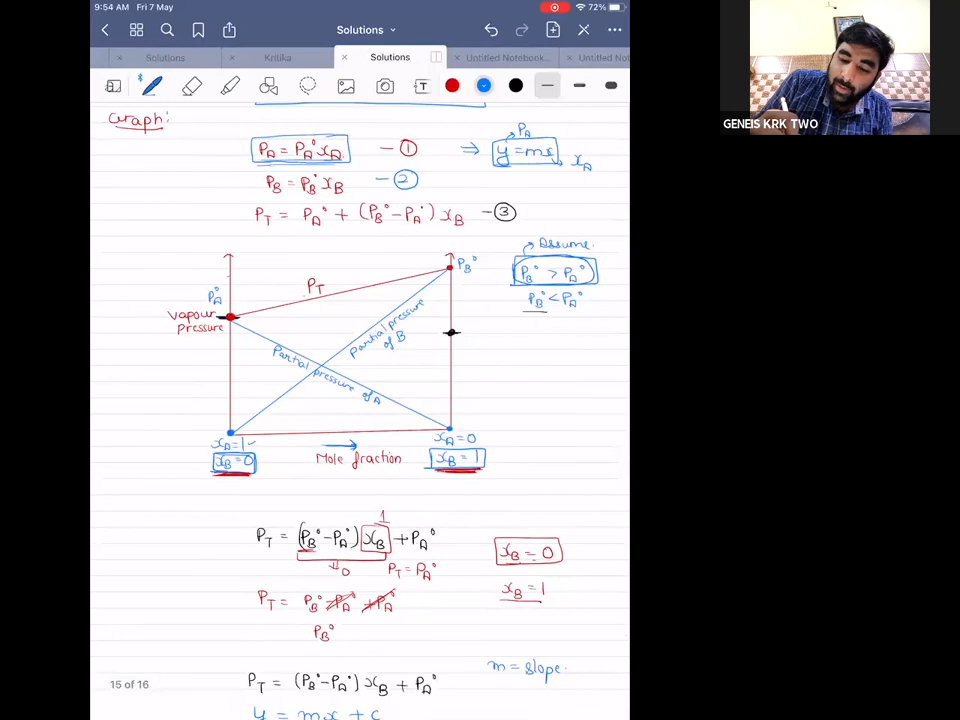 9:54 AM Fri 7 May
72%
Solutions
Solutions
Kritika
Solutions
Untitled Notebook...
Untitled Not
GENEIS KRK TWO
Graph:
P_A = P_A° x_A. — ①
⇒ y = mx
P_A
x_A
P_B = P_B° x_B — ②
P_T = P_A° + (P_B° - P_A°) x_B — ③
Assume.
P_B° > P_A°
P_B° < P_A°
P_B°
P_T
P_A°
Vapour
Pressure
Partial pressure
of B
Partial pressure of A
x_A = 1
x_B = 0
Mole fraction
x_A = 0
x_B = 1
1
P_T = (P_B° - P_A°) x_B + P_A°
x_B = 0
0
P_T = P_A°
x_B = 1
P_T = P_B° - P_A° + P_A°
P_B°
m = slope.
P_T = (P_B° - P_A°) x_B + P_A°
15 of 16
y = mx + c